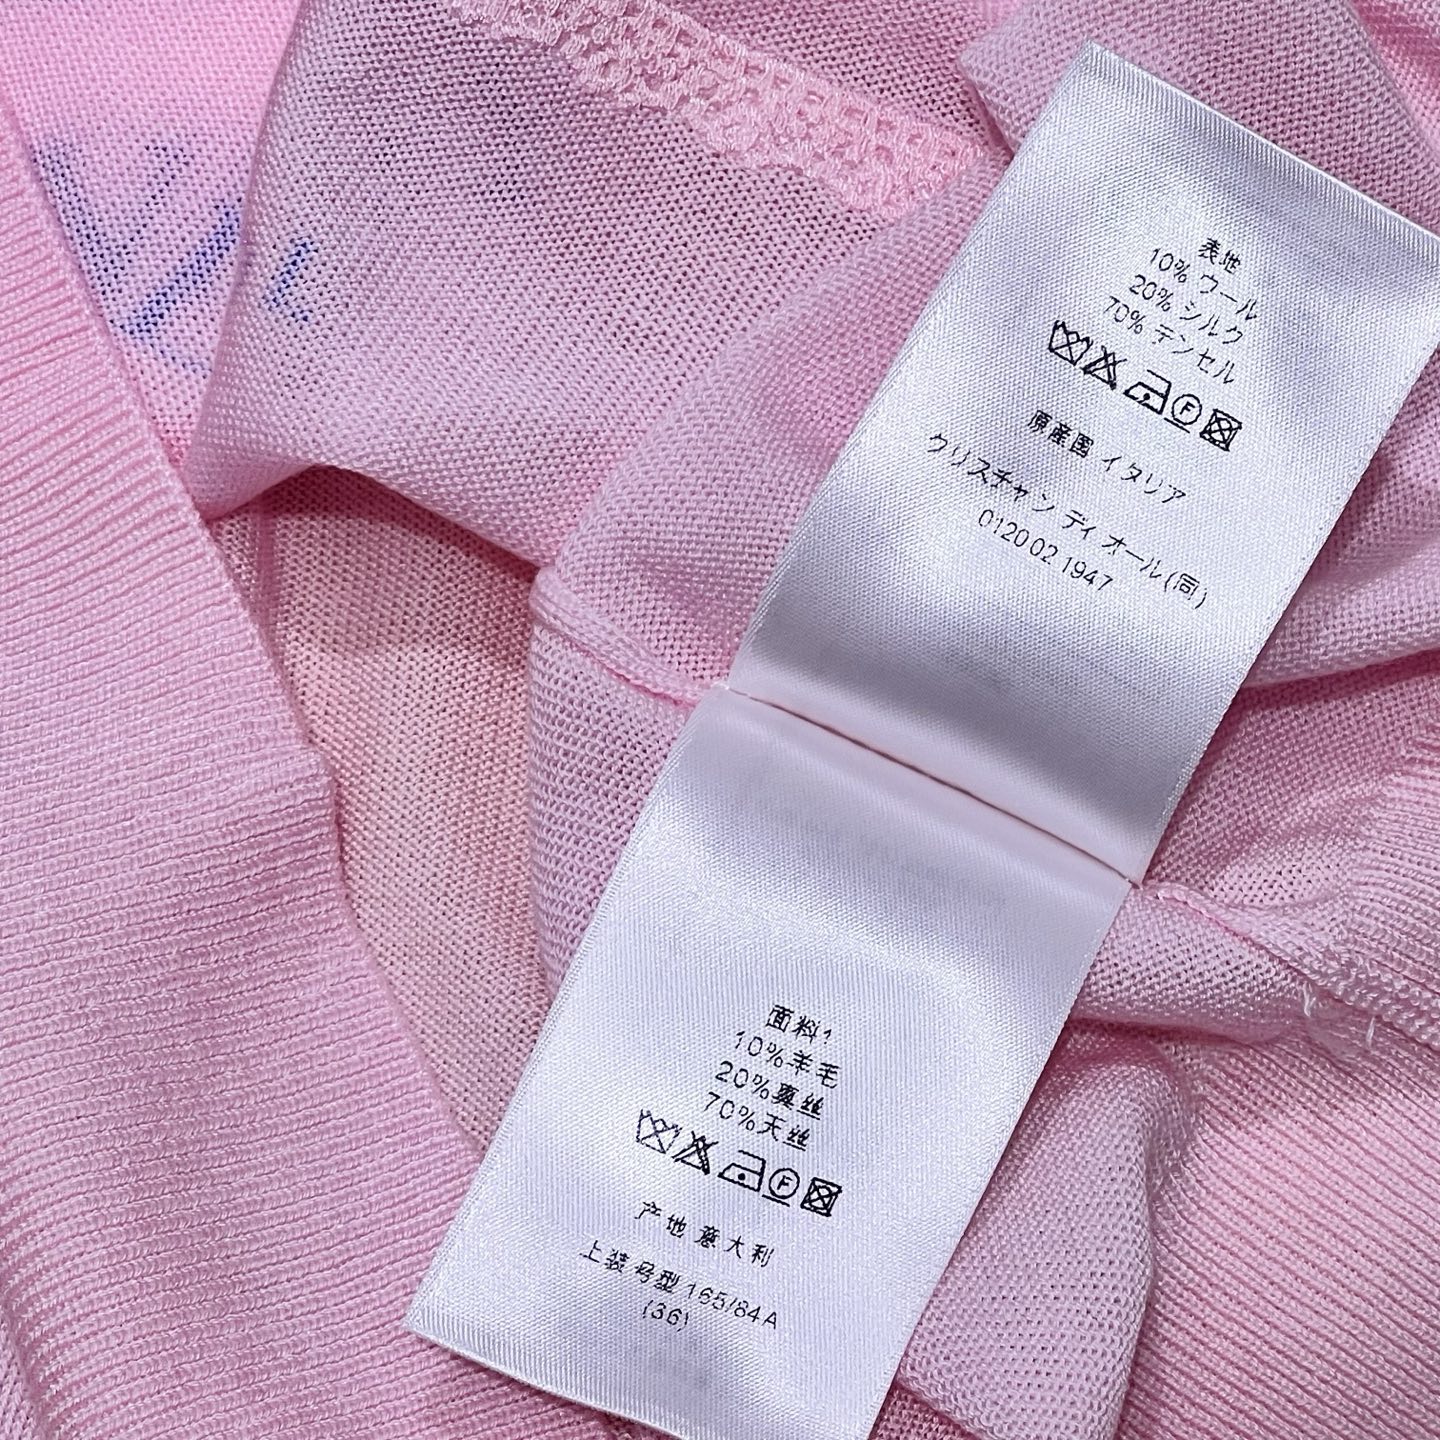 表地
10% ウール
20% シルク
70% テンセル
F
原産国 イタリア
クリスチャン ディオール(同)
0120 02 1947
面料1
10%羊毛
20%真丝
70%天丝
F
产地 意大利
上装号型 165/84A
(36)